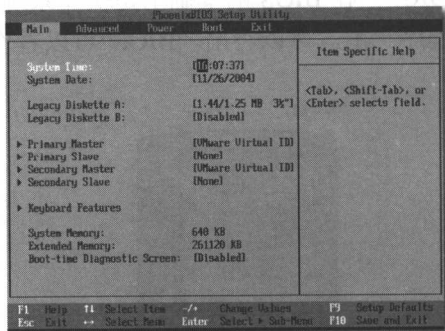 PhoenixBIOS Setup Utility
Main Advanced Power Boot Exit
Item Specific Help
System Time: [16:07:37]
System Date: [11/26/2004]
<Tab>, <Shift-Tab>, or
<Enter> selects field.
Legacy Diskette A: [1.44/1.25 MB 3½"]
Legacy Diskette B: [Disabled]
▶ Primary Master [VMware Virtual ID]
▶ Primary Slave [None]
▶ Secondary Master [VMware Virtual ID]
▶ Secondary Slave [None]
▶ Keyboard Features
System Memory: 640 KB
Extended Memory: 261120 KB
Boot-time Diagnostic Screen: [Disabled]
F1 Help ↑↓ Select Item -/+ Change Values F9 Setup Defaults
Esc Exit ↔ Select Menu Enter Select ▶ Sub-Menu F10 Save and Exit